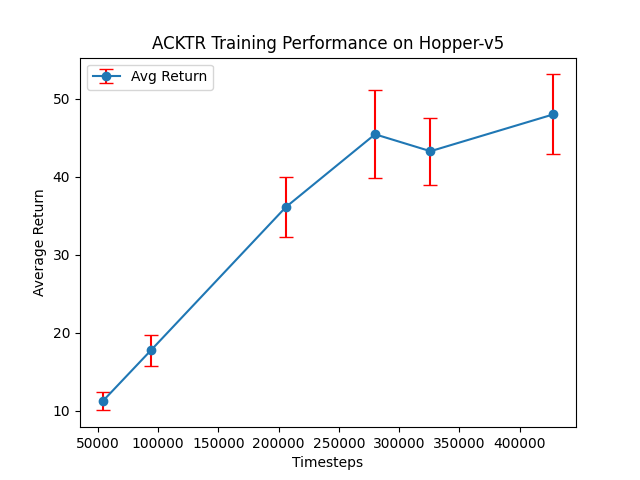 ACKTR Training Performance on Hopper-v5
Avg Return
50
40
30
20
10
Average Return
50000 100000 150000 200000 250000 300000 350000 400000
Timesteps